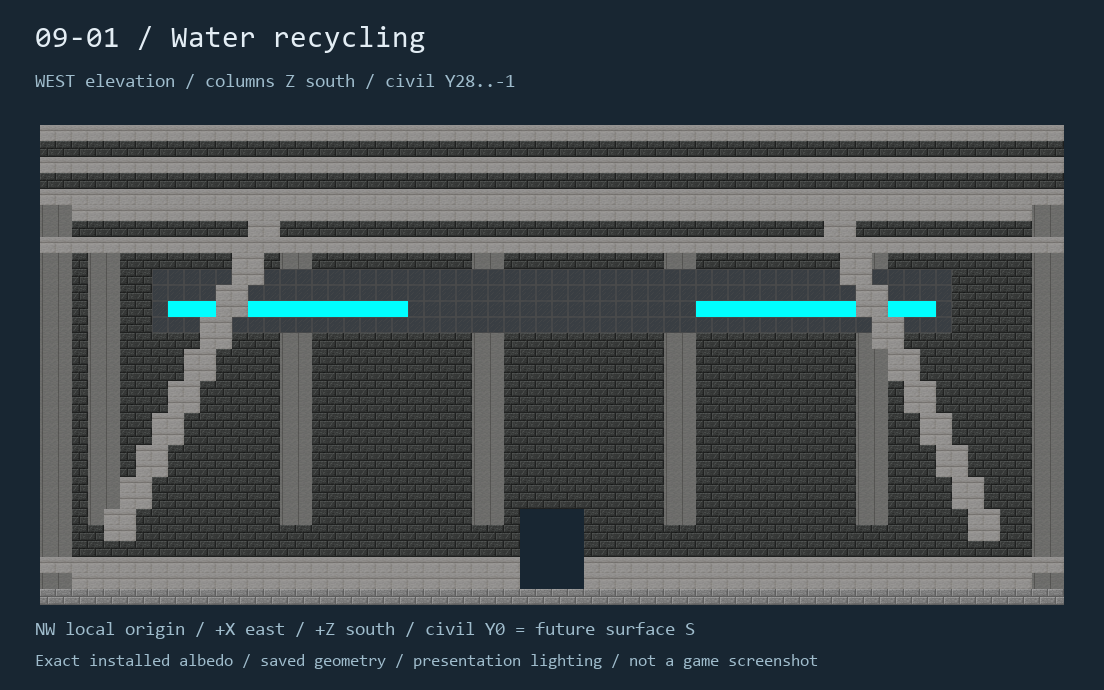 09-01 / Water recycling
WEST elevation / columns Z south / civil Y28..-1
NW local origin / +X east / +Z south / civil Y0 = future surface S
Exact installed albedo / saved geometry / presentation lighting / not a game screenshot